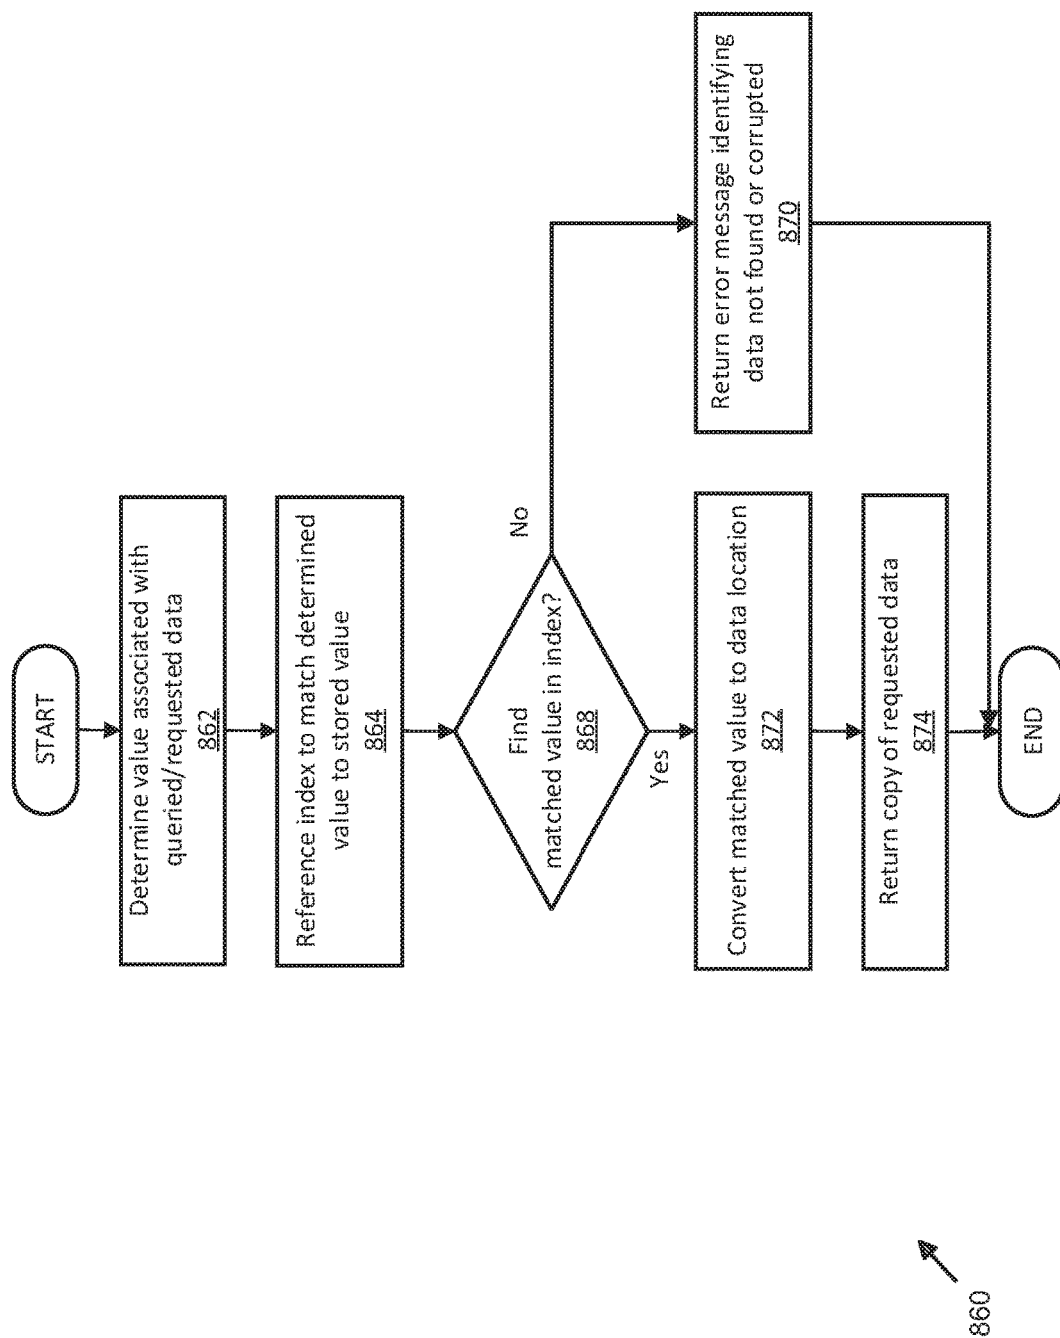 START
Determine value associated with
queried/requested data
862
Reference index to match determined
value to stored value
864
Find
matched value in index?
868
No
Yes
Return error message identifying
data not found or corrupted
870
Convert matched value to data location
872
Return copy of requested data
874
END
860